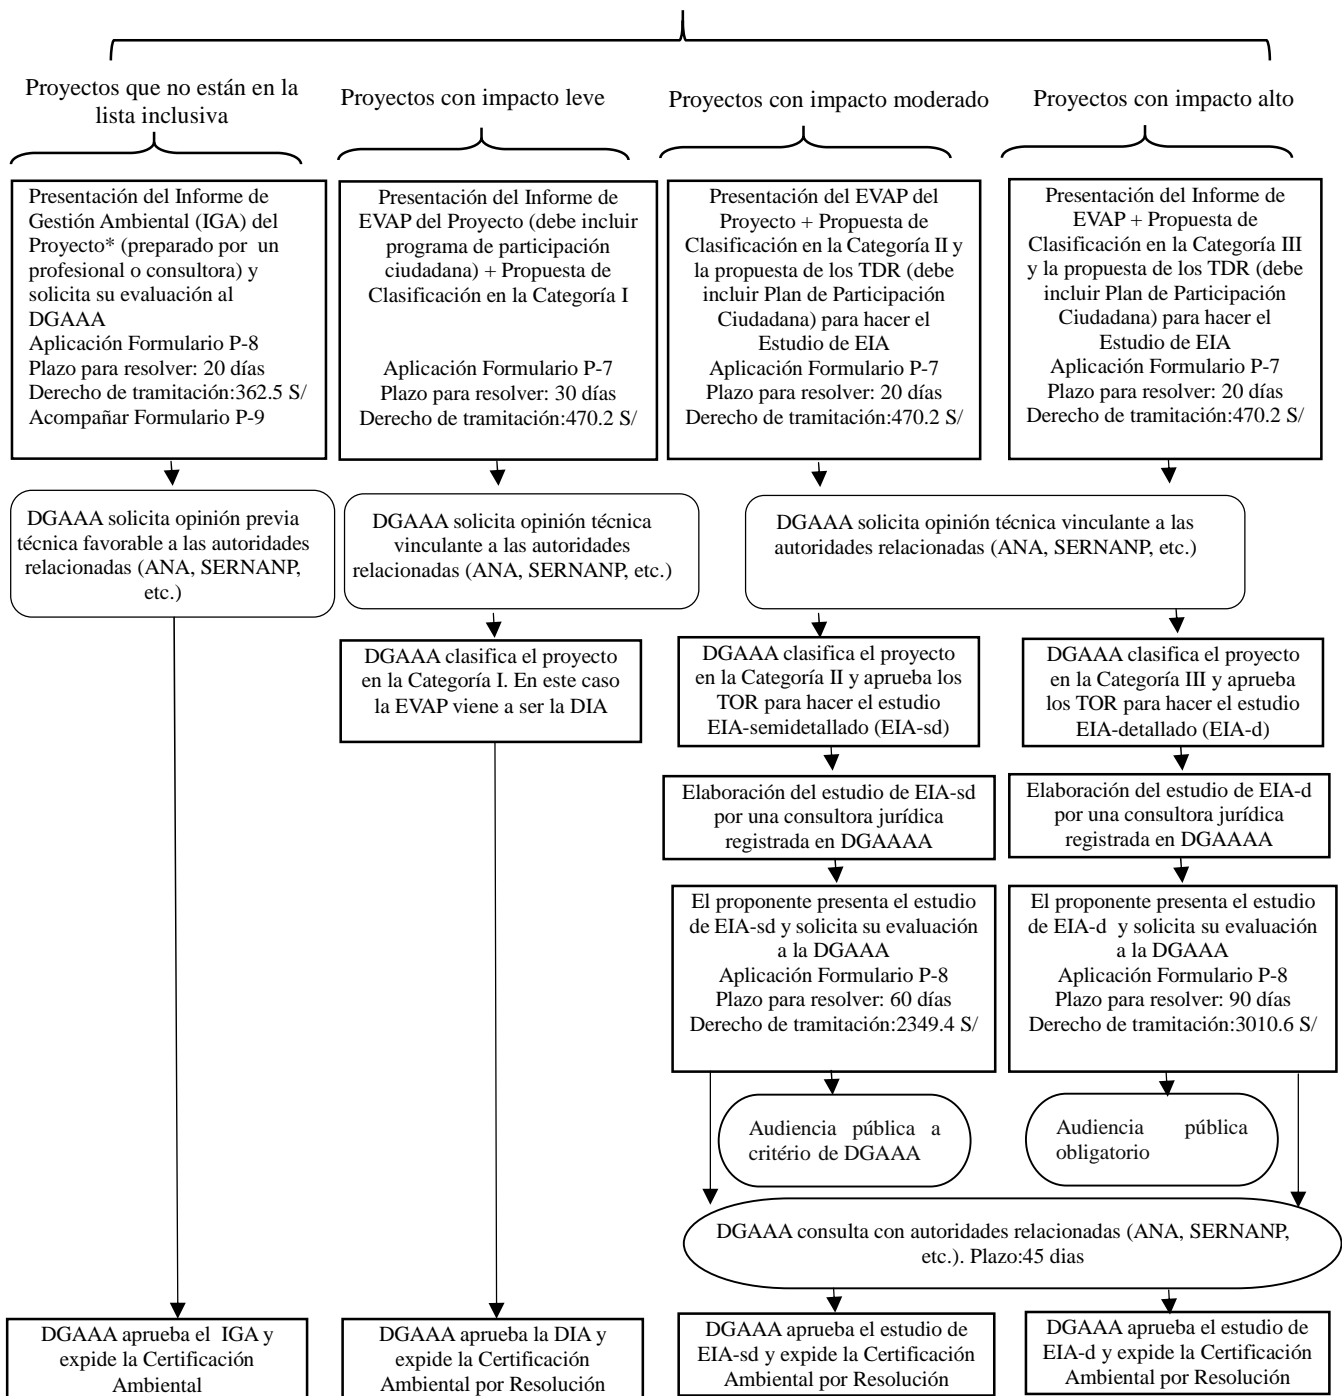 Proyectos que no están en la
lista inclusiva
Proyectos con impacto leve
Proyectos con impacto moderado
Proyectos con impacto alto
Presentación del Informe de
Gestión Ambiental (IGA) del
Proyecto* (preparado por un
profesional o consultora) y
solicita su evaluación al
DGAAA
Aplicación Formulario P-8
Plazo para resolver: 20 días
Derecho de tramitación:362.5 S/
Acompañar Formulario P-9
Presentación del Informe de
EVAP del Proyecto (debe incluir
programa de participación
ciudadana) + Propuesta de
Clasificación en la Categoría I
Aplicación Formulario P-7
Plazo para resolver: 30 días
Derecho de tramitación:470.2 S/
Presentación del EVAP del
Proyecto + Propuesta de
Clasificación en la Categoría II y
la propuesta de los TDR (debe
incluir Plan de Participación
Ciudadana) para hacer el
Estudio de EIA
Aplicación Formulario P-7
Plazo para resolver: 20 días
Derecho de tramitación:470.2 S/
Presentación del Informe de
EVAP + Propuesta de
Clasificación en la Categoría III
y la propuesta de los TDR (debe
incluir Plan de Participación
Ciudadana) para hacer el
Estudio de EIA
Aplicación Formulario P-7
Plazo para resolver: 20 días
Derecho de tramitación:470.2 S/
DGAAA solicita opinión previa
técnica favorable a las autoridades
relacionadas (ANA, SERNANP,
etc.)
DGAAA solicita opinión técnica
vinculante a las autoridades
relacionadas (ANA, SERNANP, etc.)
DGAAA solicita opinión técnica vinculante a las
autoridades relacionadas (ANA, SERNANP, etc.)
DGAAA clasifica el proyecto
en la Categoría I. En este caso
la EVAP viene a ser la DIA
DGAAA clasifica el proyecto
en la Categoría II y aprueba los
TOR para hacer el estudio
EIA-semidetallado (EIA-sd)
DGAAA clasifica el proyecto
en la Categoría III y aprueba
los TOR para hacer el estudio
EIA-detallado (EIA-d)
Elaboración del estudio de EIA-sd
por una consultora jurídica
registrada en DGAAAA
Elaboración del estudio de EIA-d
por una consultora jurídica
registrada en DGAAAA
El proponente presenta el estudio
de EIA-sd y solicita su evaluación
a la DGAAA
Aplicación Formulario P-8
Plazo para resolver: 60 días
Derecho de tramitación:2349.4 S/
El proponente presenta el estudio
de EIA-d y solicita su evaluación
a la DGAAA
Aplicación Formulario P-8
Plazo para resolver: 90 días
Derecho de tramitación:3010.6 S/
Audiencia pública a
critério de DGAAA
Audiencia pública
obligatorio
DGAAA consulta con autoridades relacionadas (ANA, SERNANP,
etc.). Plazo:45 dias
DGAAA aprueba el IGA y
expide la Certificación
Ambiental
DGAAA aprueba la DIA y
expide la Certificación
Ambiental por Resolución
DGAAA aprueba el estudio de
EIA-sd y expide la Certificación
Ambiental por Resolución
DGAAA aprueba el estudio de
EIA-d y expide la Certificación
Ambiental por Resolución